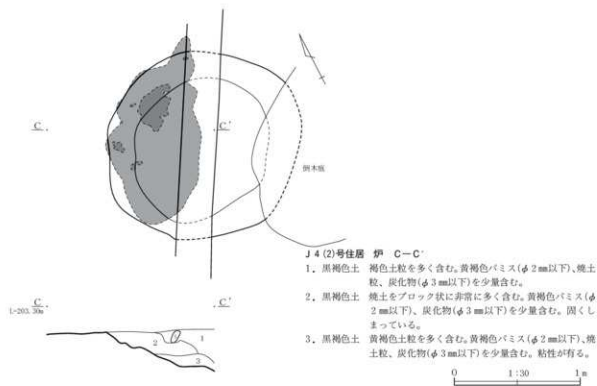 C
C'
倒木痕
J 4 (2)号住居 炉 C-C'
1. 黒褐色土 褐色土粒を多く含む。黄褐色パミス(φ2㎜以下)、焼土
粒、炭化物(φ3㎜以下)を少量含む。
2. 黒褐色土 焼土をブロック状に非常に多く含む。黄褐色パミス(φ
2㎜以下)、炭化物(φ3㎜以下)を少量含む。固くし
まっている。
3. 黒褐色土 黄褐色土粒を多く含む。黄褐色パミス(φ2㎜以下)、焼
土粒、炭化物(φ3㎜以下)を少量含む。粘性が有る。
C
C'
L=203.30m
1
2
3
0 1:30 1m